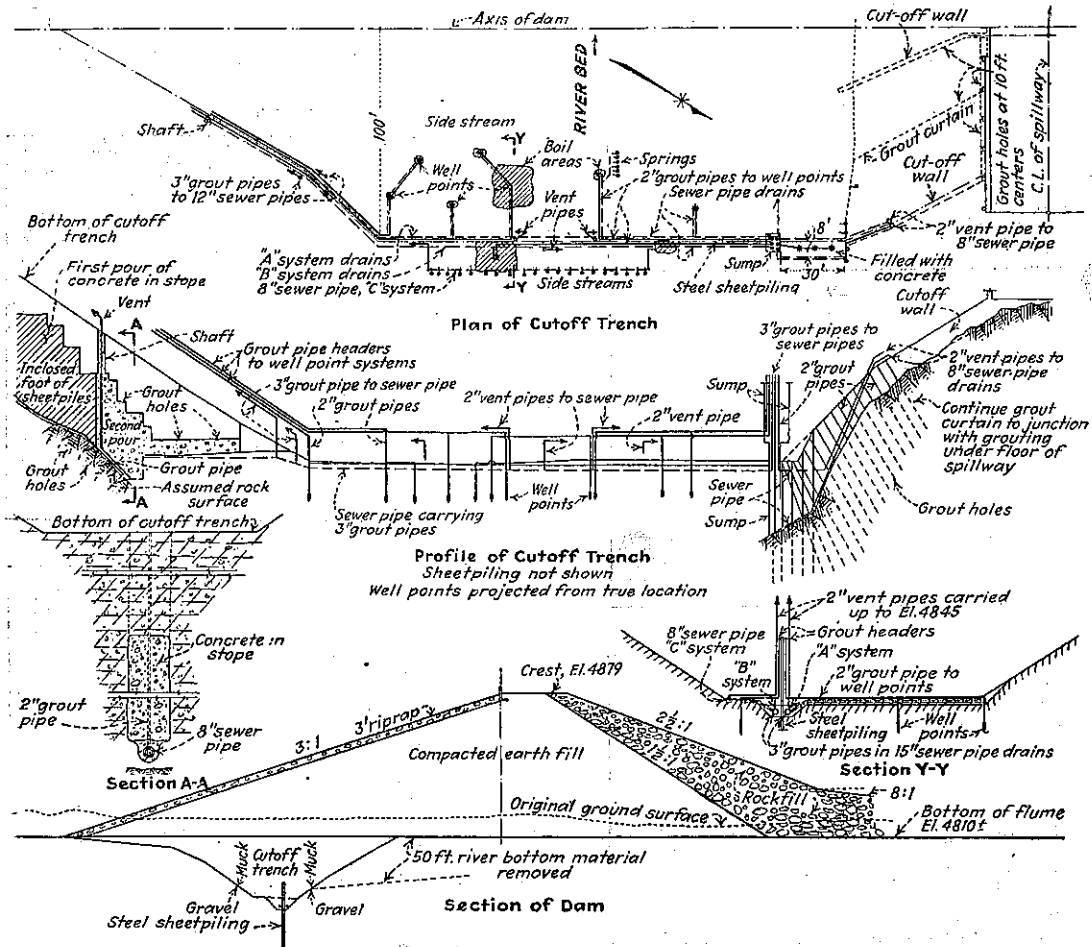 Axis of dam
Cut-off wall
RIVER BED
100'
Side stream
Y
Boil areas
Springs
Shaft
3" grout pipes to 12" sewer pipes
Well points
2" grout pipes to well points
Sewer pipe drains
Vent pipes
Grout curtain
Cut-off wall
Grout holes at 10 ft. centers
C.L. of spillway
2" vent pipe to 8" sewer pipe
8'
30'
Filled with concrete
"A" system drains
"B" system drains
8" sewer pipe, "C" system
Y
Side streams
Sump
Steel sheetpiling
Plan of Cutoff Trench
Bottom of cutoff trench
First pour of concrete in stope
Vent
A
Shaft
Grout pipe headers to well point systems
3" grout pipe to sewer pipe
2" grout pipes
2" vent pipes to sewer pipe
2" vent pipe
3" grout pipes to sewer pipes
Sump
2" grout pipes
Cutoff wall
2" vent pipes to 8" sewer pipe drains
Continue grout curtain to junction with grouting under floor of spillway
Inclosed foot of sheetpiles
Grout holes
Second pour
Grout holes
Grout pipe
Assumed rock surface
A
Sewer pipe carrying 3" grout pipes
Well points
Sewer pipe
Sump
Grout holes
Profile of Cutoff Trench
Sheetpiling not shown
Well points projected from true location
Bottom of cutoff trench
Concrete in stope
2" grout pipe
8" sewer pipe
Section A-A
2" vent pipes carried up to El. 4845
Grout headers
8" sewer pipe "C" system
"B" system
"A" system
2" grout pipe to well points
Steel sheetpiling
Well points
3" grout pipes in 15" sewer pipe drains
Section Y-Y
Crest, El. 4879
3' riprap
3:1
2½:1
1½:1
Compacted earth fill
Rockfill
8:1
Original ground surface
Bottom of flume El. 4810±
Muck
Cutoff trench
Muck
50 ft. river bottom material removed
Gravel
Gravel
Steel sheetpiling
Section of Dam